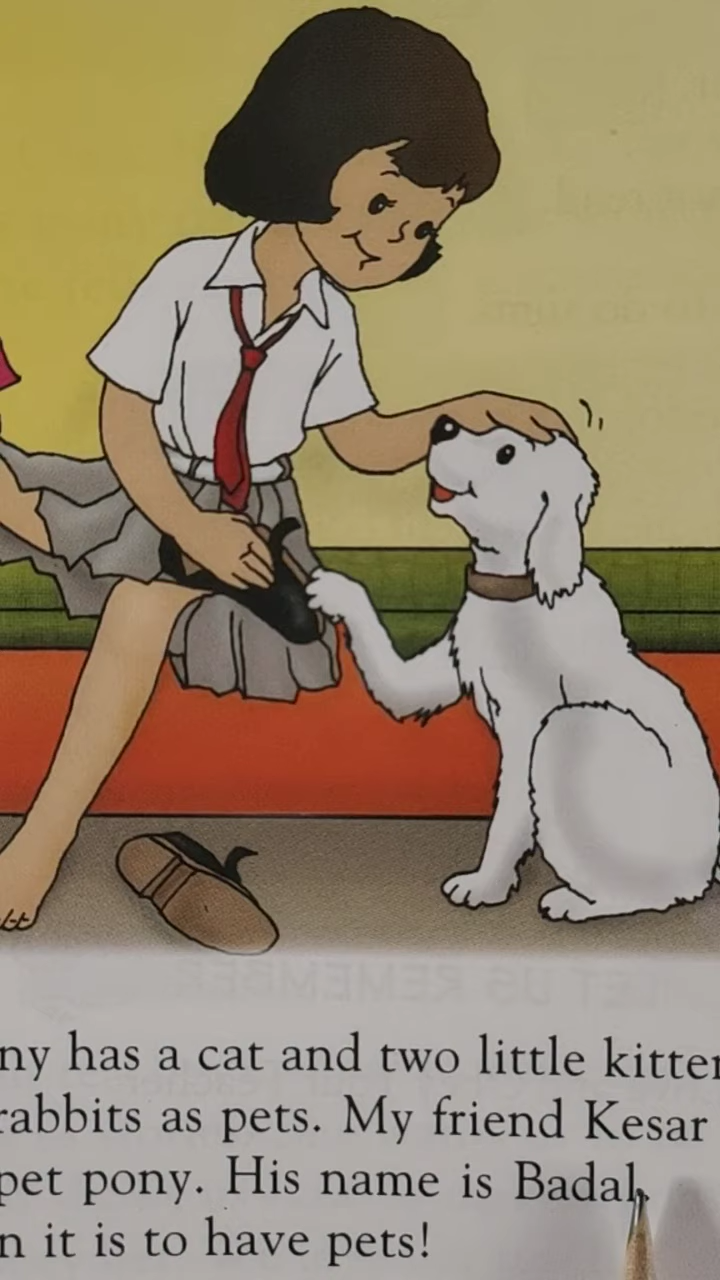 ny has a cat and two little kitten
rabbits as pets. My friend Kesar
pet pony. His name is Badal.
n it is to have pets!